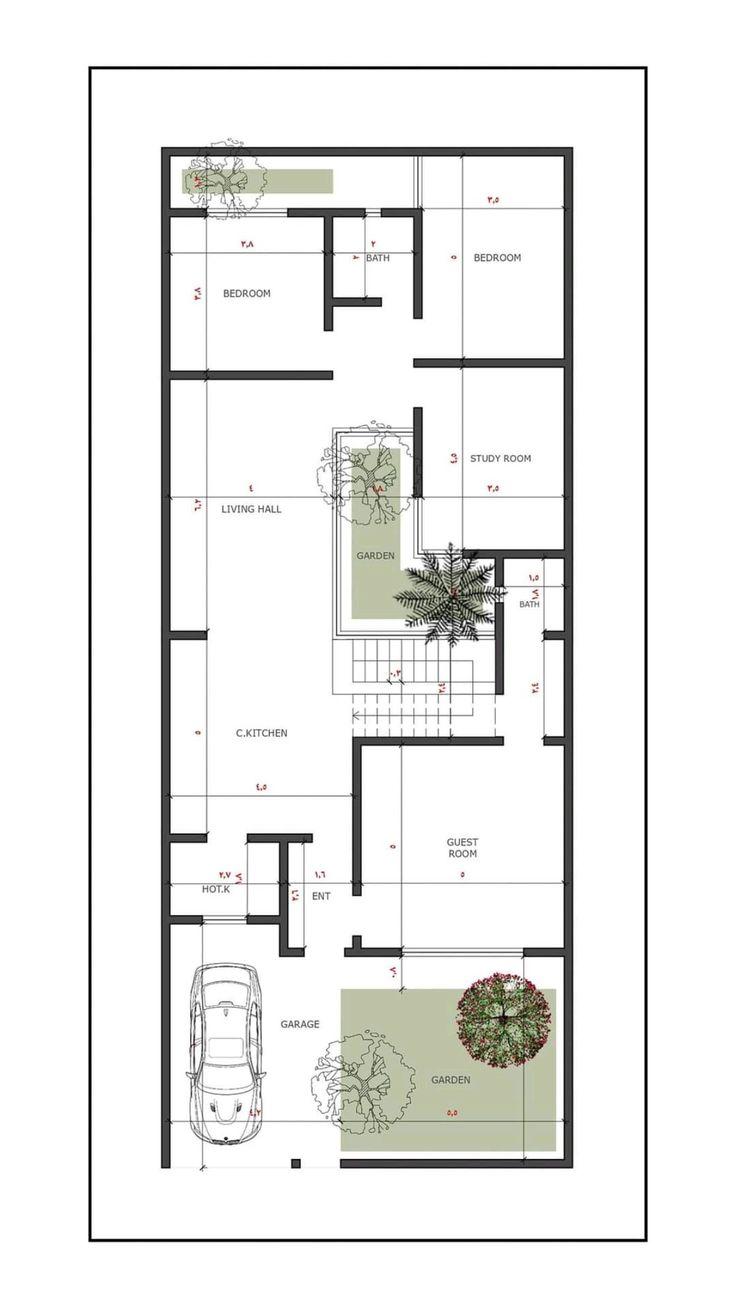 ٣,٥
٣,٨
٢
٢
BATH
٥
BEDROOM
٣,٨
BEDROOM
٤,٥
STUDY ROOM
٤
١,٨
٣,٥
٦,٢
LIVING HALL
GARDEN
١,٥
١,٨
BATH
٠,٣
٢,٤
٢,٤
٥
C.KITCHEN
٤,٥
٥
GUEST
ROOM
٢,٧
١,٦
٥
HOT.K
٢,٦
ENT
GARAGE
GARDEN
٤,٢
٥,٥